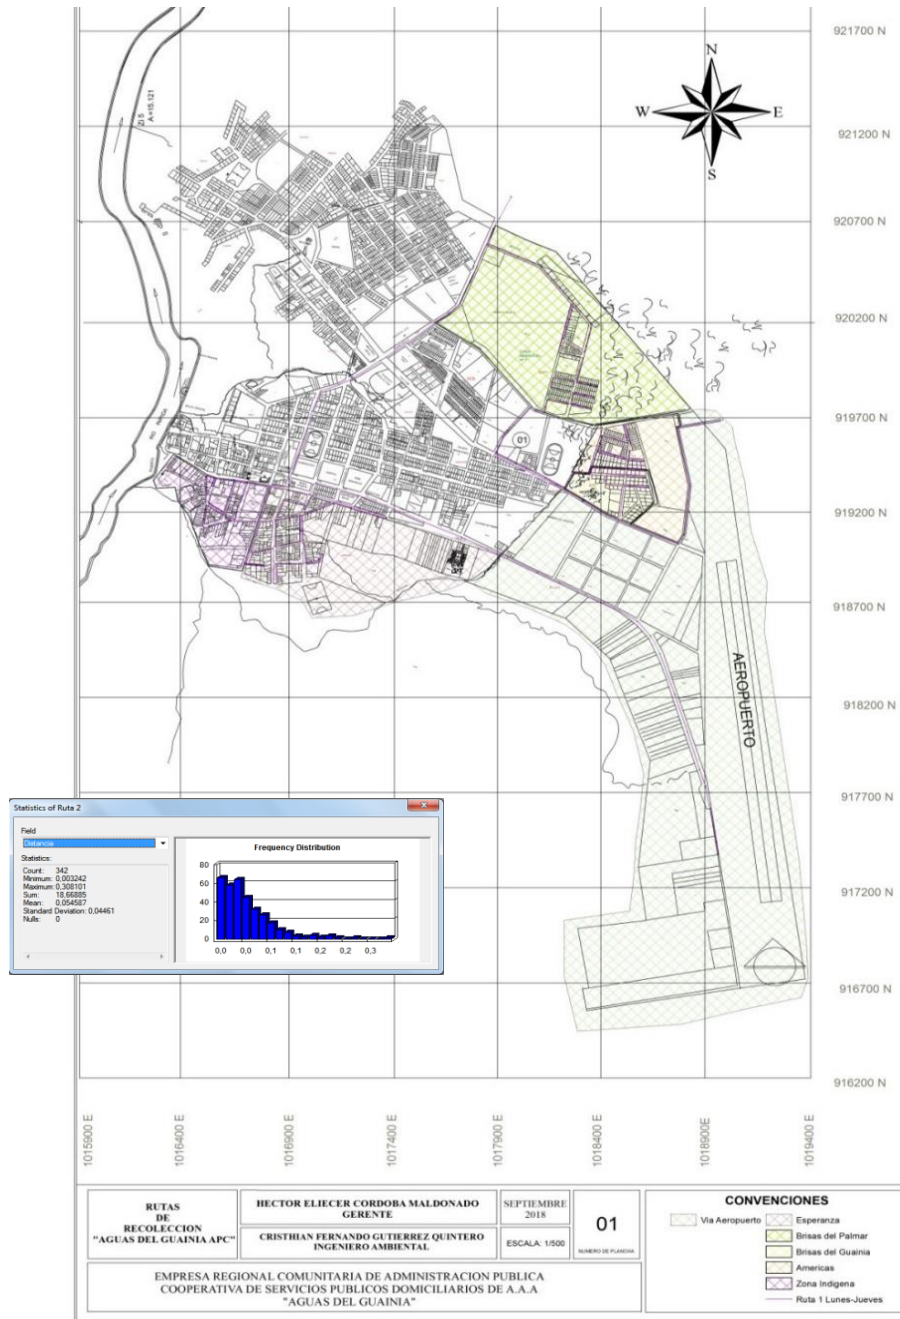 921700 N
921200 N
920700 N
920200 N
919700 N
919200 N
918700 N
918200 N
917700 N
917200 N
916700 N
916200 N
N
W
E
S
A=15.121
RIO
01
AEROPUERTO
Statistics of Ruta 2
Field
Distancia
Statistics:
Count: 342
Minimum: 0,003242
Maximum: 0,308101
Sum: 18,66885
Mean: 0,054587
Standard Deviation: 0,04461
Nulls: 0
Frequency Distribution
80
60
40
20
0
0,0 0,0 0,1 0,1 0,2 0,2 0,3
1015900 E
1016400 E
1016900 E
1017400 E
1017900 E
1018400 E
1018900E
1019400 E
RUTAS
DE
RECOLECCION
"AGUAS DEL GUAINIA APC"
HECTOR ELIECER CORDOBA MALDONADO
GERENTE
CRISTHIAN FERNANDO GUTIERREZ QUINTERO
INGENIERO AMBIENTAL
SEPTIEMBRE
2018
ESCALA: 1/500
01
NUMERO DE PLANCHA
EMPRESA REGIONAL COMUNITARIA DE ADMINISTRACION PUBLICA
COOPERATIVA DE SERVICIOS PUBLICOS DOMICILIARIOS DE A.A.A
"AGUAS DEL GUAINIA"
CONVENCIONES
Via Aeropuerto
Esperanza
Brisas del Palmar
Brisas del Guainia
Americas
Zona Indigena
Ruta 1 Lunes-Jueves